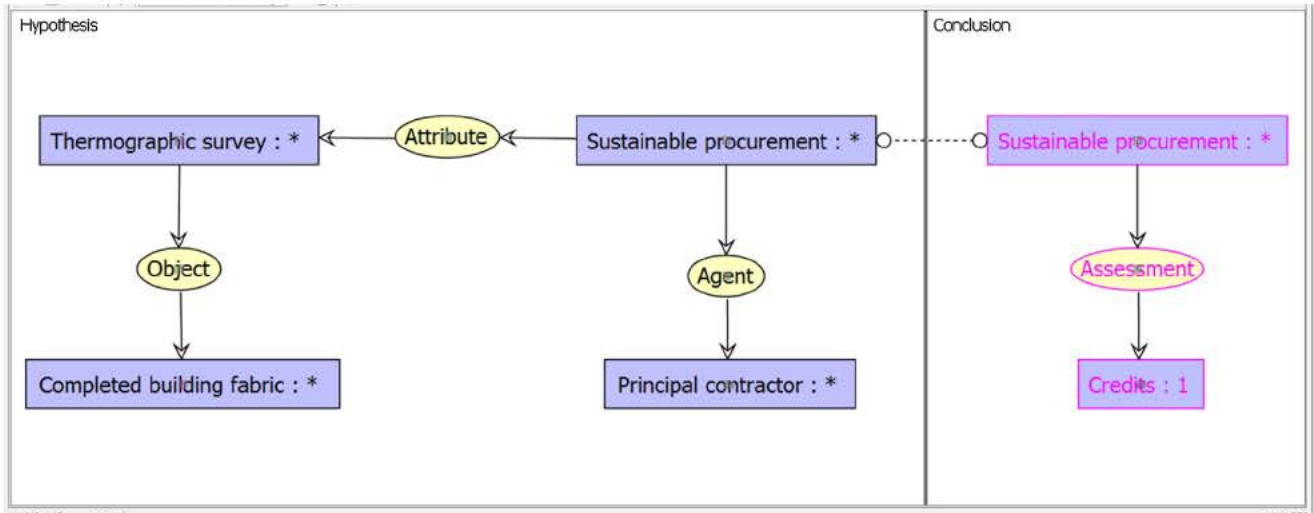 Hypothesis
Conclusion
Thermographic survey : *
Attribute
Sustainable procurement : *
Sustainable procurement : *
Object
Agent
Assessment
Completed building fabric : *
Principal contractor : *
Credits : 1